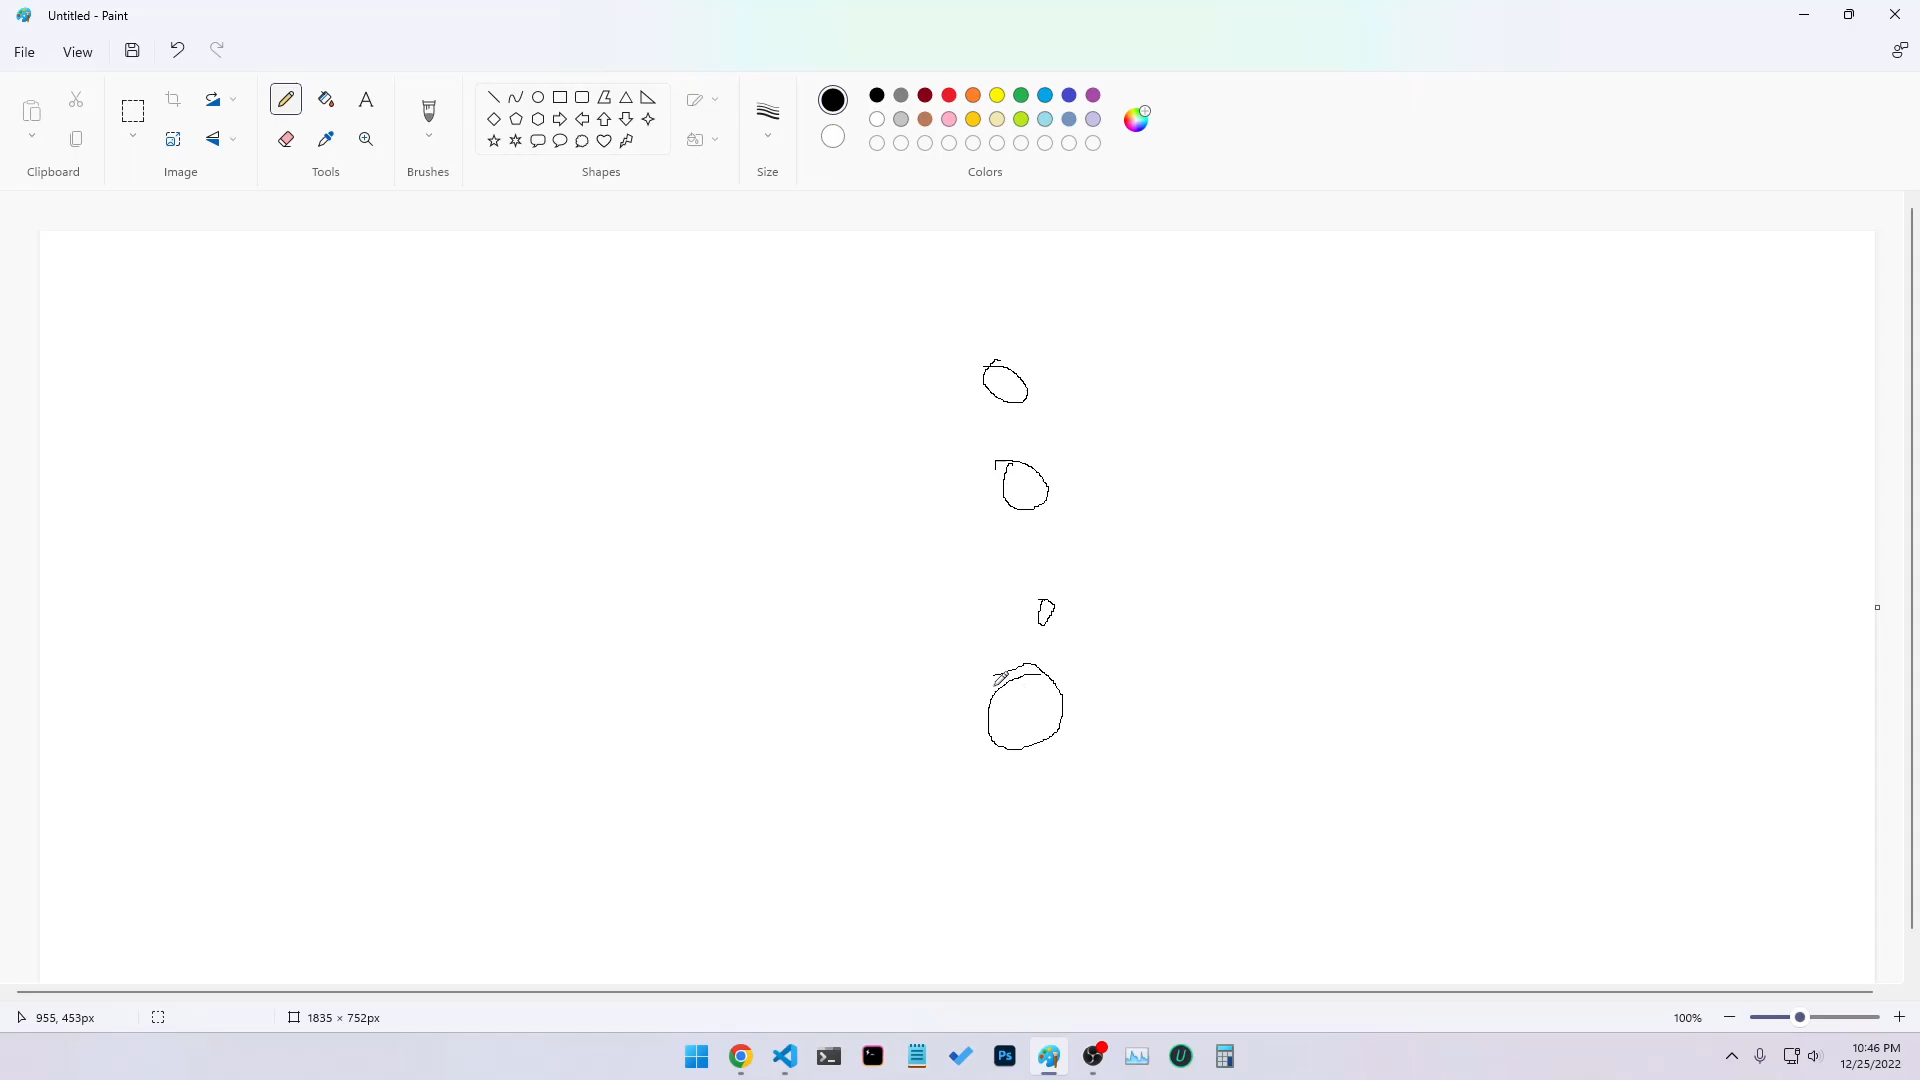 Untitled - Paint
File
View
Clipboard
Image
Tools
Brushes
Shapes
Size
Colors
955, 453px
1835 × 752px
100%
Ps
10:46 PM
12/25/2022